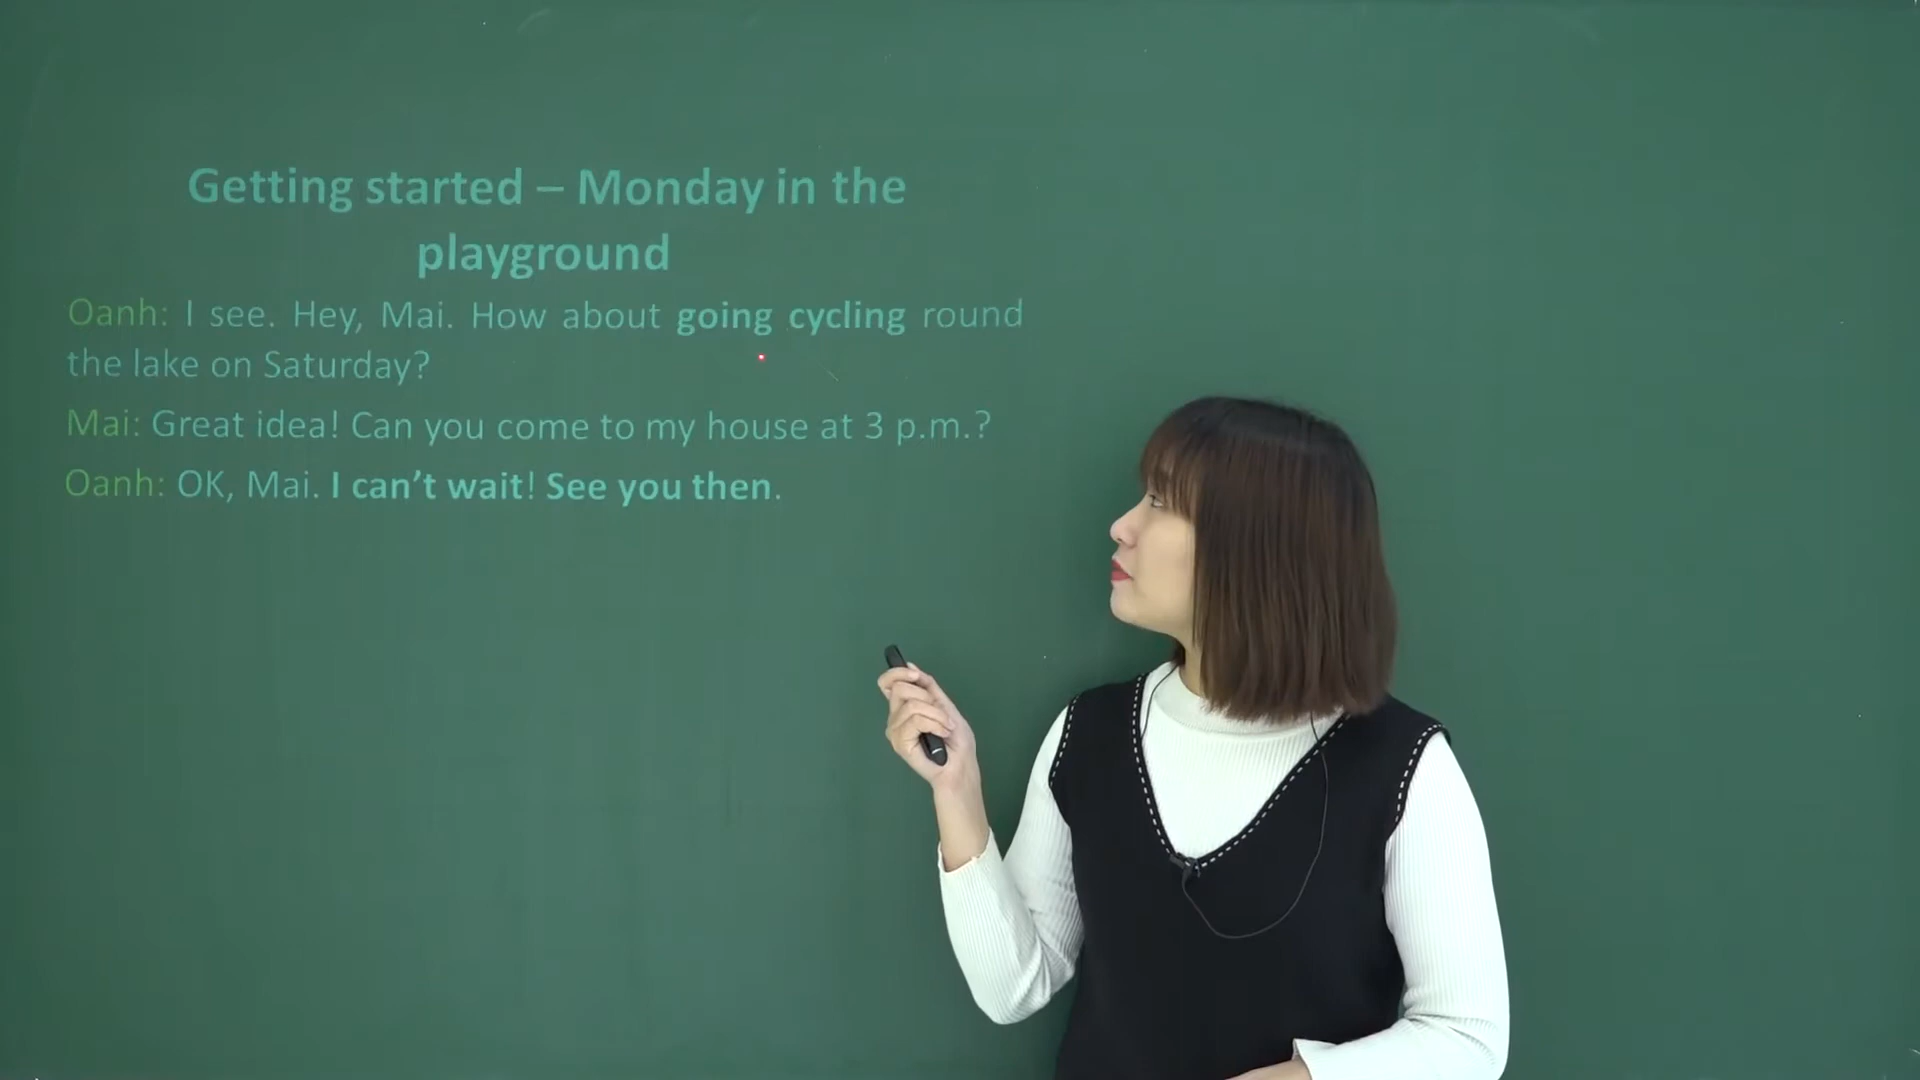 Getting started – Monday in the
playground
Oanh: I see. Hey, Mai. How about going cycling round
the lake on Saturday?
Mai: Great idea! Can you come to my house at 3 p.m.?
Oanh: OK, Mai. I can’t wait! See you then.